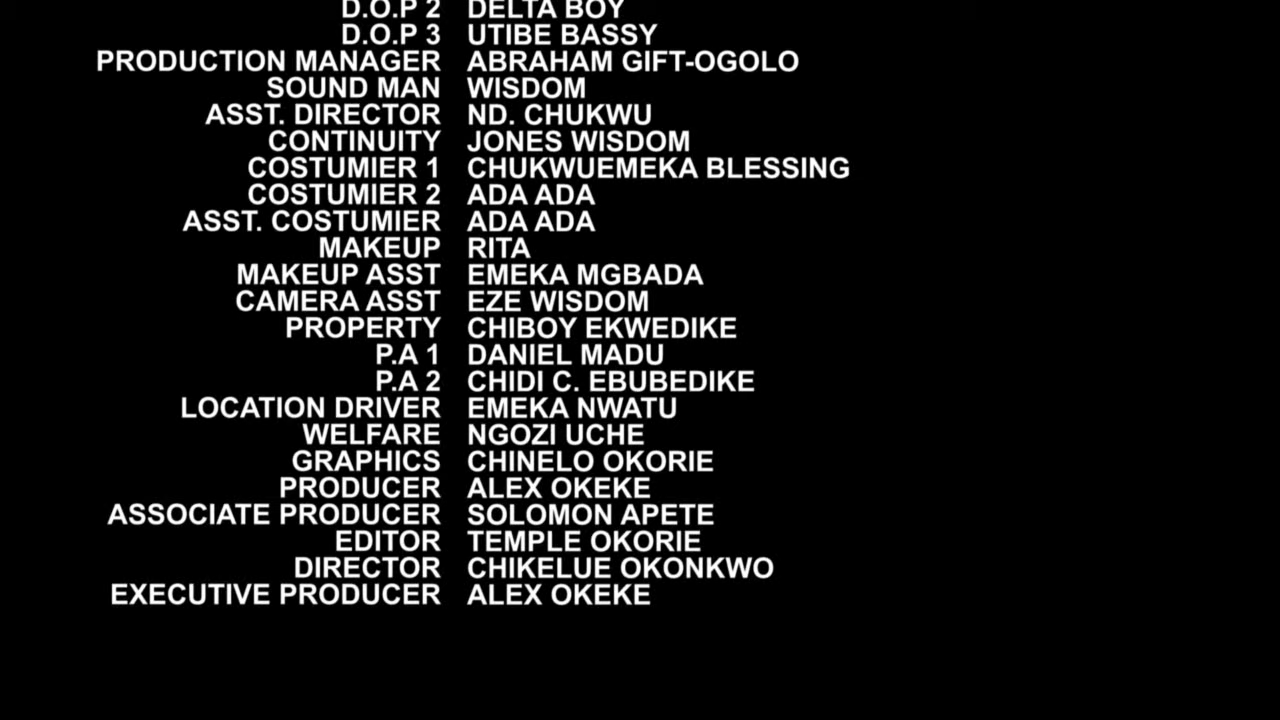 D.O.P 2 DELTA BOY
D.O.P 3 UTIBE BASSY
PRODUCTION MANAGER ABRAHAM GIFT-OGOLO
SOUND MAN WISDOM
ASST. DIRECTOR ND. CHUKWU
CONTINUITY JONES WISDOM
COSTUMIER 1 CHUKWUEMEKA BLESSING
COSTUMIER 2 ADA ADA
ASST. COSTUMIER ADA ADA
MAKEUP RITA
MAKEUP ASST EMEKA MGBADA
CAMERA ASST EZE WISDOM
PROPERTY CHIBOY EKWEDIKE
P.A 1 DANIEL MADU
P.A 2 CHIDI C. EBUBEDIKE
LOCATION DRIVER EMEKA NWATU
WELFARE NGOZI UCHE
GRAPHICS CHINELO OKORIE
PRODUCER ALEX OKEKE
ASSOCIATE PRODUCER SOLOMON APETE
EDITOR TEMPLE OKORIE
DIRECTOR CHIKELUE OKONKWO
EXECUTIVE PRODUCER ALEX OKEKE